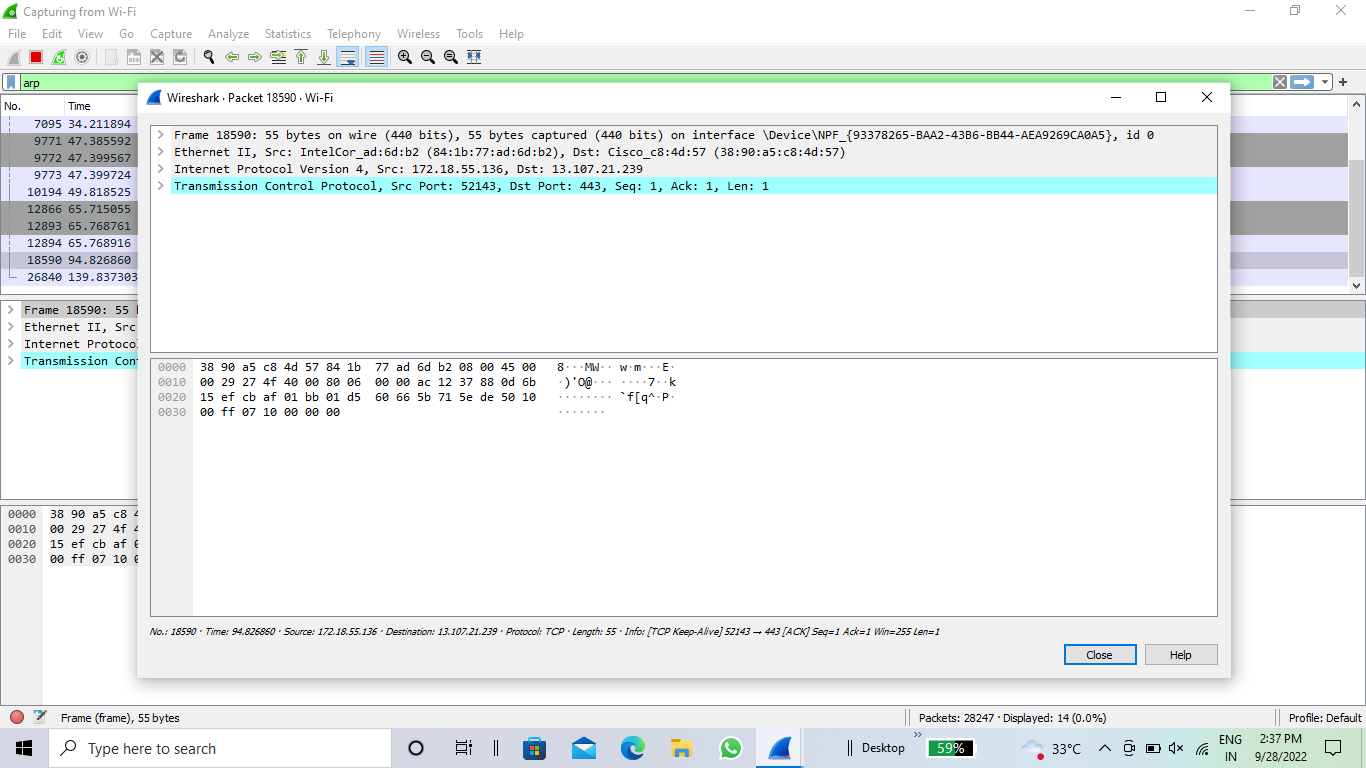 Capturing from Wi-Fi
File Edit View Go Capture Analyze Statistics Telephony Wireless Tools Help
arp
No. Time
7095 34.211894
9771 47.385592
9772 47.399567
9773 47.399724
10194 49.818525
12866 65.715055
12893 65.768761
12894 65.768916
18590 94.826860
26840 139.837303
Frame 18590: 55
Ethernet II, Src
Internet Protoco
Transmission Con
0000 38 90 a5 c8
0010 00 29 27 4f
0020 15 ef cb af
0030 00 ff 07 10
Wireshark · Packet 18590 · Wi-Fi
Frame 18590: 55 bytes on wire (440 bits), 55 bytes captured (440 bits) on interface \Device\NPF_{93378265-BAA2-43B6-BB44-AEA9269CA0A5}, id 0
Ethernet II, Src: IntelCor_ad:6d:b2 (84:1b:77:ad:6d:b2), Dst: Cisco_c8:4d:57 (38:90:a5:c8:4d:57)
Internet Protocol Version 4, Src: 172.18.55.136, Dst: 13.107.21.239
Transmission Control Protocol, Src Port: 52143, Dst Port: 443, Seq: 1, Ack: 1, Len: 1
0000 38 90 a5 c8 4d 57 84 1b 77 ad 6d b2 08 00 45 00 8···MW·· w·m···E·
0010 00 29 27 4f 40 00 80 06 00 00 ac 12 37 88 0d 6b ·)'O@··· ····7··k
0020 15 ef cb af 01 bb 01 d5 60 66 5b 71 5e de 50 10 ········ `f[q^·P·
0030 00 ff 07 10 00 00 00 ·······
No.: 18590 · Time: 94.826860 · Source: 172.18.55.136 · Destination: 13.107.21.239 · Protocol: TCP · Length: 55 · Info: [TCP Keep-Alive] 52143 → 443 [ACK] Seq=1 Ack=1 Win=255 Len=1
Close Help
Frame (frame), 55 bytes
Packets: 28247 · Displayed: 14 (0.0%)
Profile: Default
Type here to search
Desktop
59%
33°C
ENG
IN
2:37 PM
9/28/2022